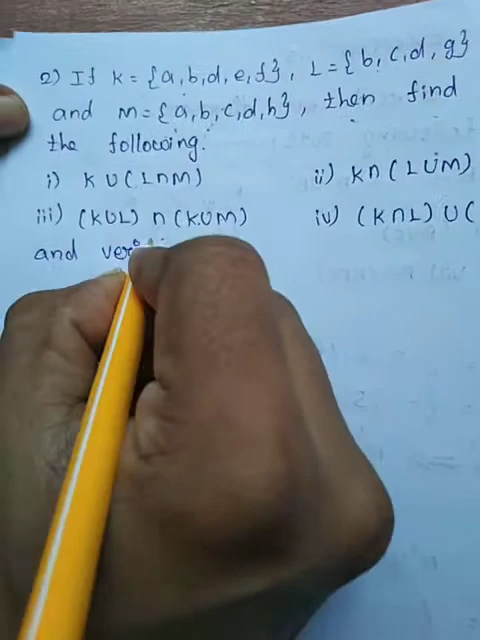 2) If K = {a,b,d,e,f}, L = {b,c,d,g}
and M = {a,b,c,d,h}, then find
the following:
i) K ∪ (L∩M) ii) K∩(L∪M)
iii) (K∪L) ∩ (K∪M) iv) (K∩L) ∪ (
and